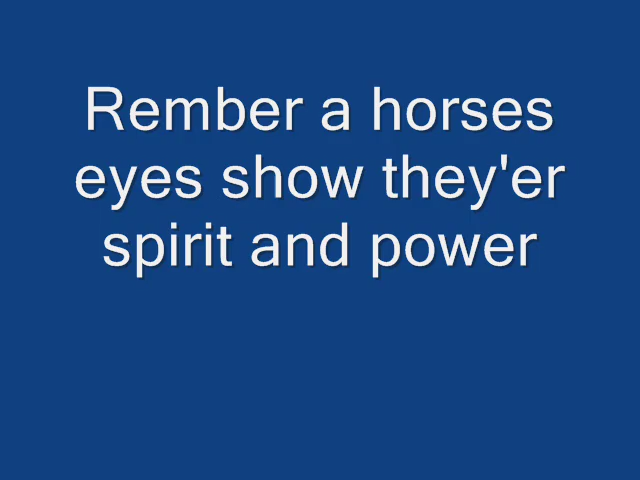 Rember a horses
eyes show they'er
spirit and power